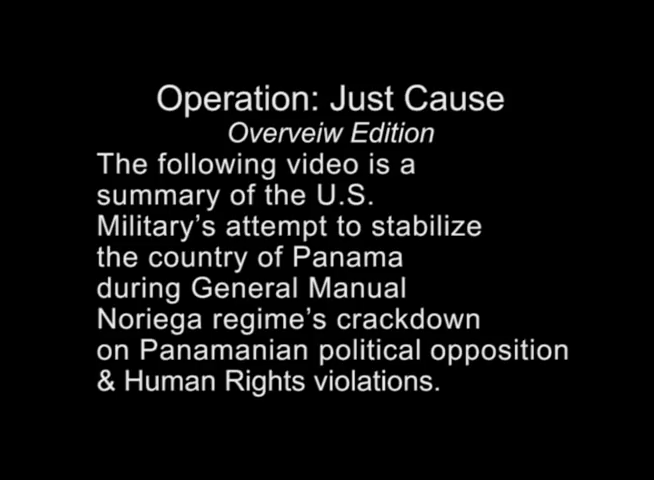 Operation: Just Cause
Overveiw Edition
The following video is a
summary of the U.S.
Military’s attempt to stabilize
the country of Panama
during General Manual
Noriega regime’s crackdown
on Panamanian political opposition
& Human Rights violations.